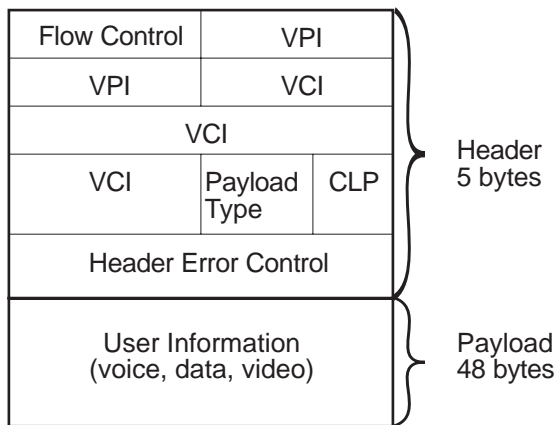 Flow Control VPI
VPI VCI
VCI
VCI Payload Type CLP
Header Error Control
Header
5 bytes
User Information
(voice, data, video)
Payload
48 bytes